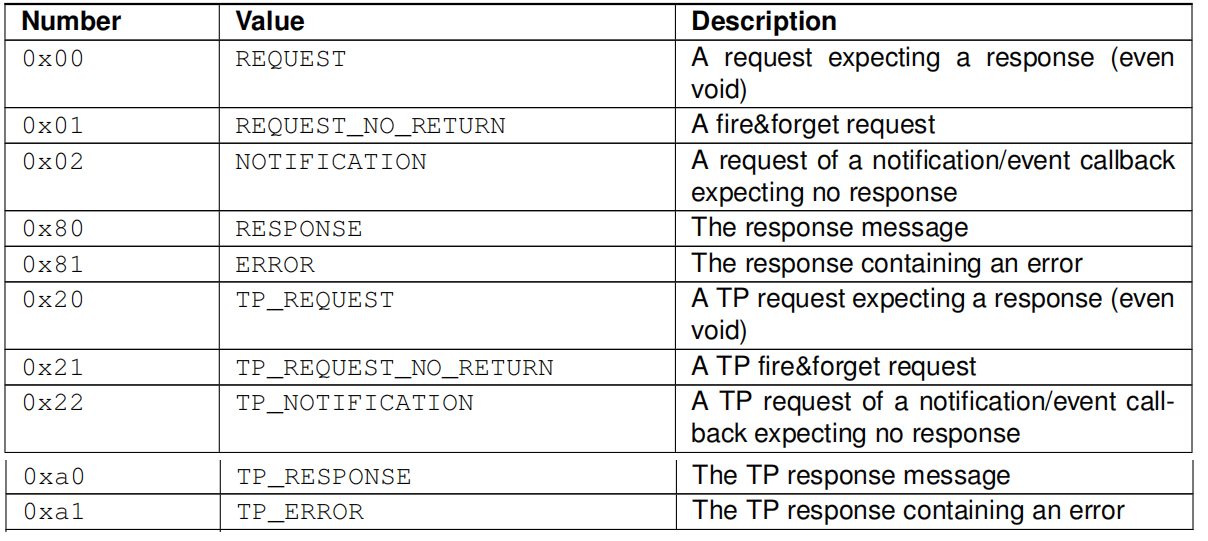 Number Value Description
0x00 REQUEST A request expecting a response (even
void)
0x01 REQUEST_NO_RETURN A fire&forget request
0x02 NOTIFICATION A request of a notification/event callback
expecting no response
0x80 RESPONSE The response message
0x81 ERROR The response containing an error
0x20 TP_REQUEST A TP request expecting a response (even
void)
0x21 TP_REQUEST_NO_RETURN A TP fire&forget request
0x22 TP_NOTIFICATION A TP request of a notification/event call-
back expecting no response
0xa0 TP_RESPONSE The TP response message
0xa1 TP_ERROR The TP response containing an error